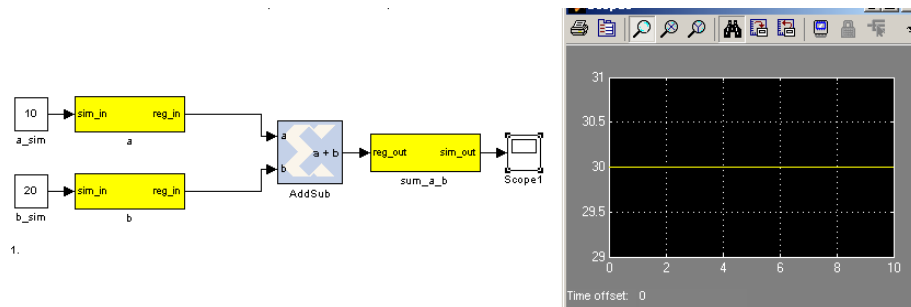 10
sim_in
reg_in
a_sim
a
20
sim_in
reg_in
b_sim
b
a
b
a + b
AddSub
reg_out
sim_out
sum_a_b
Scope1
1.
31
30.5
30
29.5
29
0
2
4
6
8
10
Time offset: 0